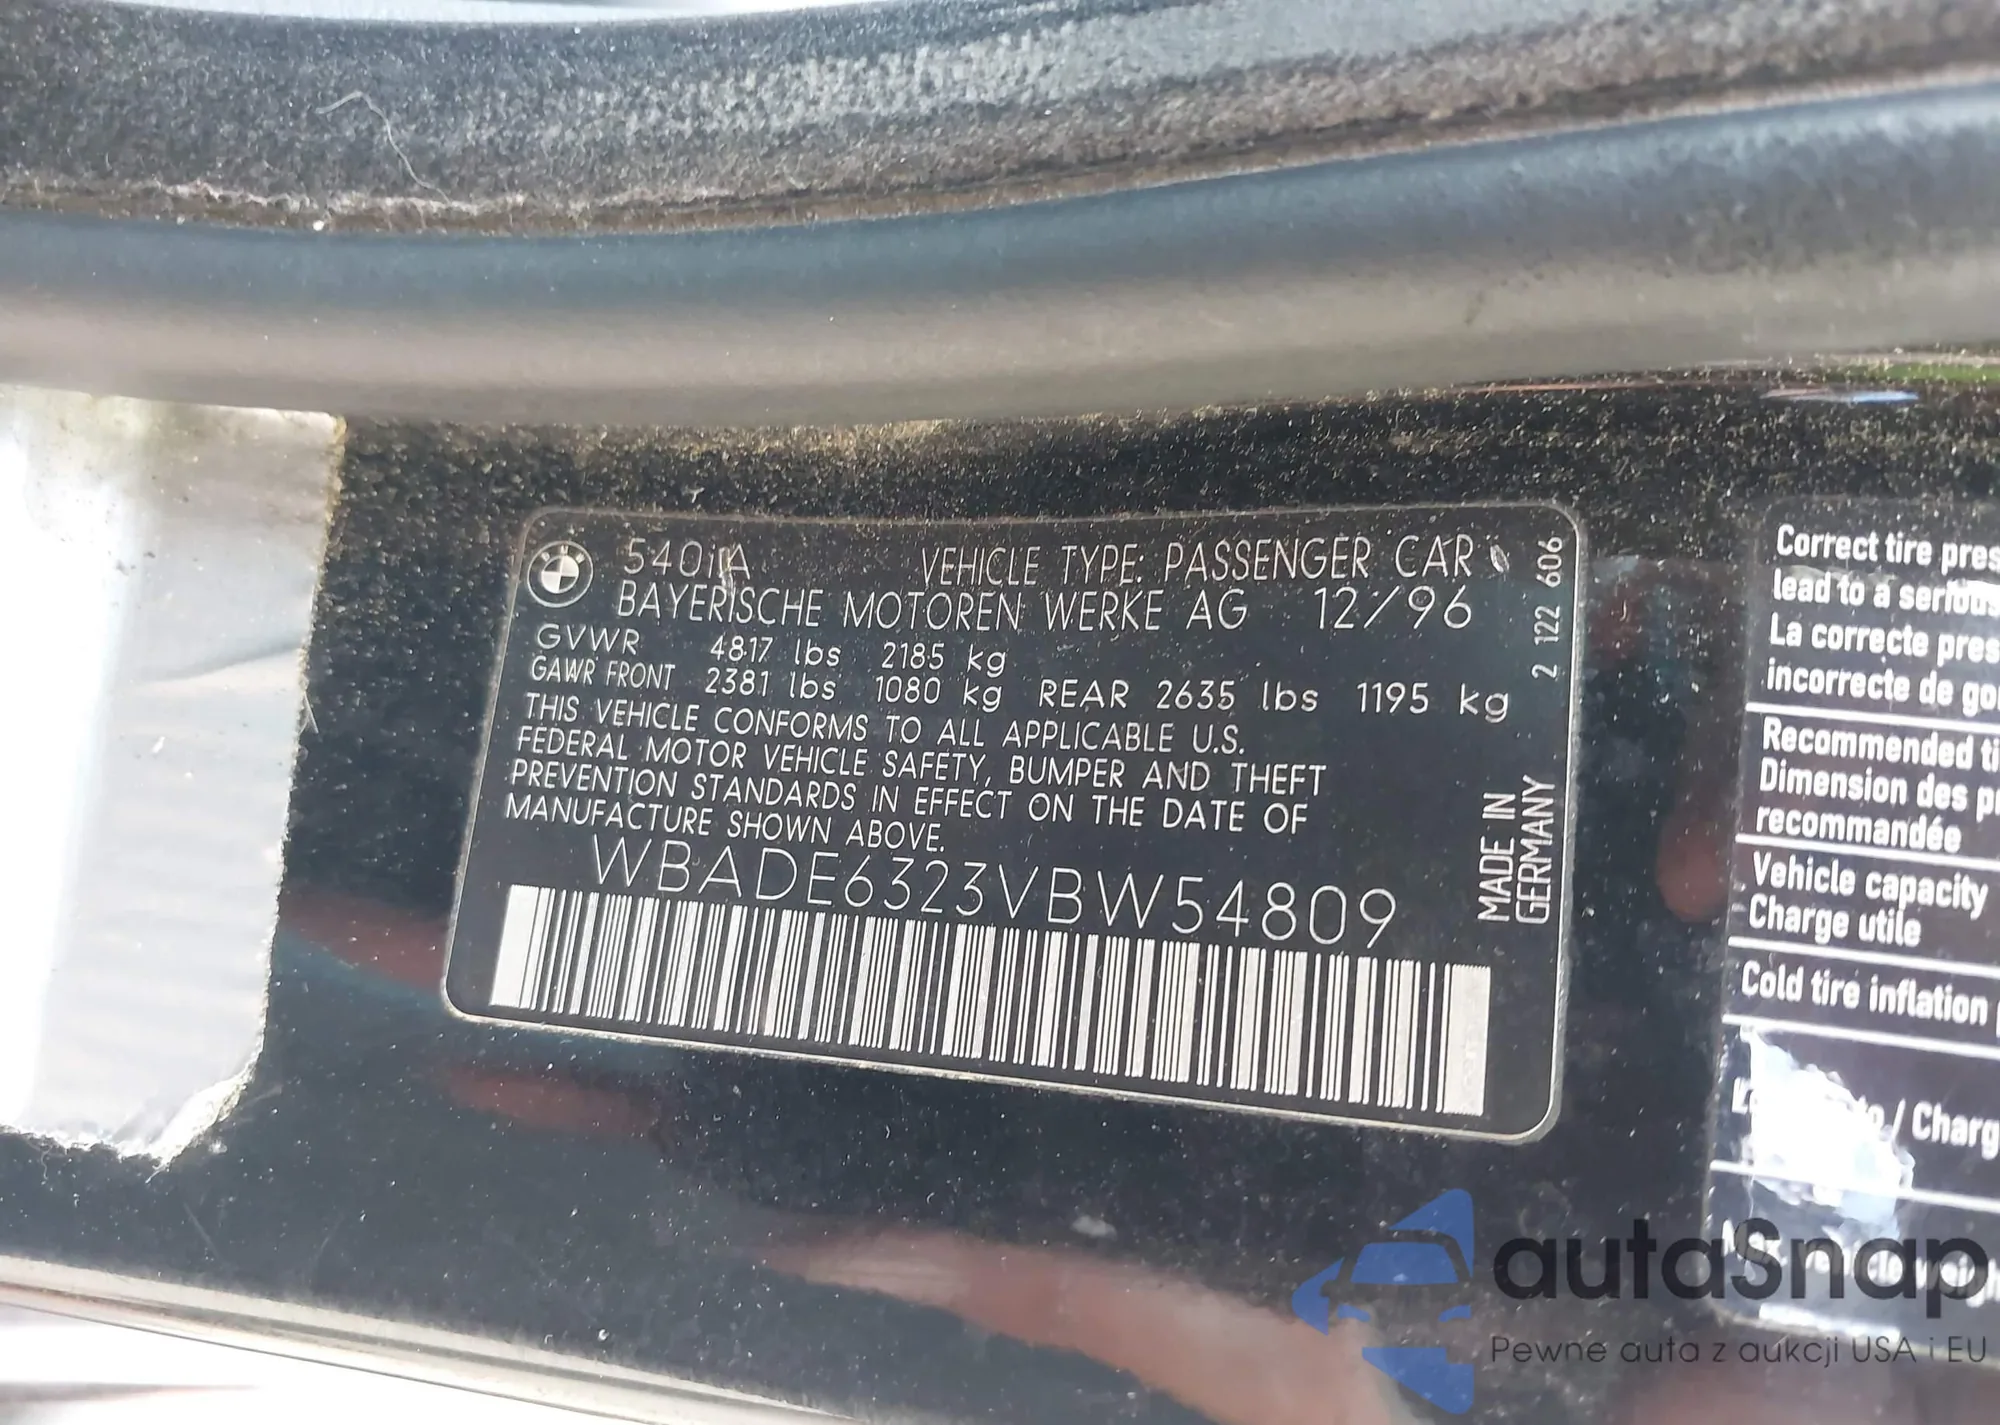 540iA VEHICLE TYPE: PASSENGER CAR
BAYERISCHE MOTOREN WERKE AG 12/96
GVWR 4817 lbs 2185 kg
GAWR FRONT 2381 lbs 1080 kg REAR 2635 lbs 1195 kg
THIS VEHICLE CONFORMS TO ALL APPLICABLE U.S.
FEDERAL MOTOR VEHICLE SAFETY, BUMPER AND THEFT
PREVENTION STANDARDS IN EFFECT ON THE DATE OF
MANUFACTURE SHOWN ABOVE.
WBADE6323VBW54809
2 122 606
MADE IN
GERMANY
Correct tire pres
lead to a serious
La correcte pres
incorrecte de go
Recommended ti
Dimension des p
recommandée
Vehicle capacity
Charge utile
Cold tire inflation
/ Charg
autaSnap
Pewne auta z aukcji USA i EU